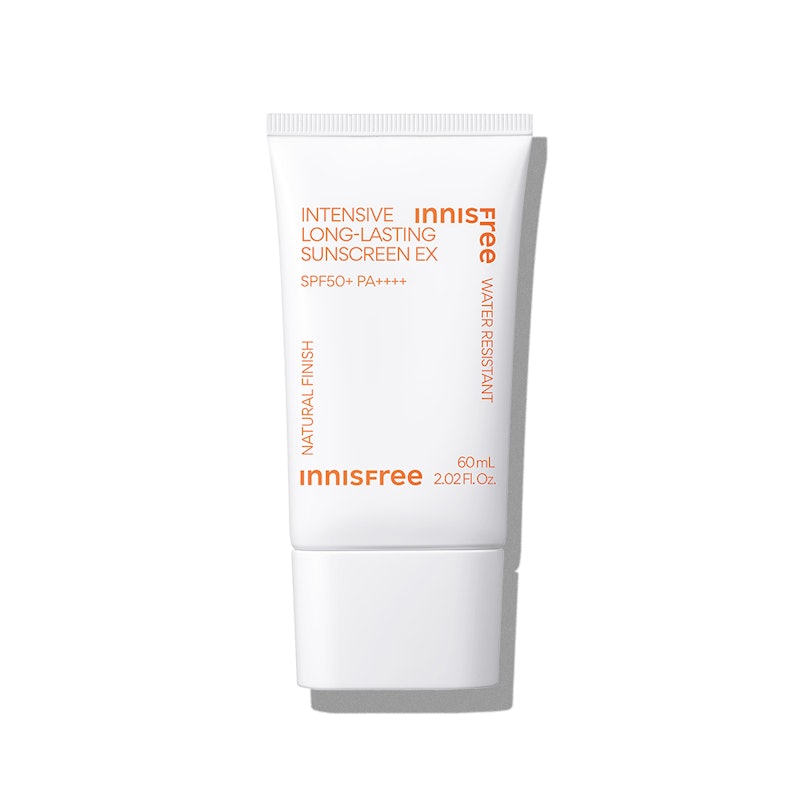 INTENSIVE
LONG-LASTING
SUNSCREEN EX
SPF50+ PA++++
innisFree
WATER RESISTANT
NATURAL FINISH
innisFree
60 mL
2.02 Fl. Oz.